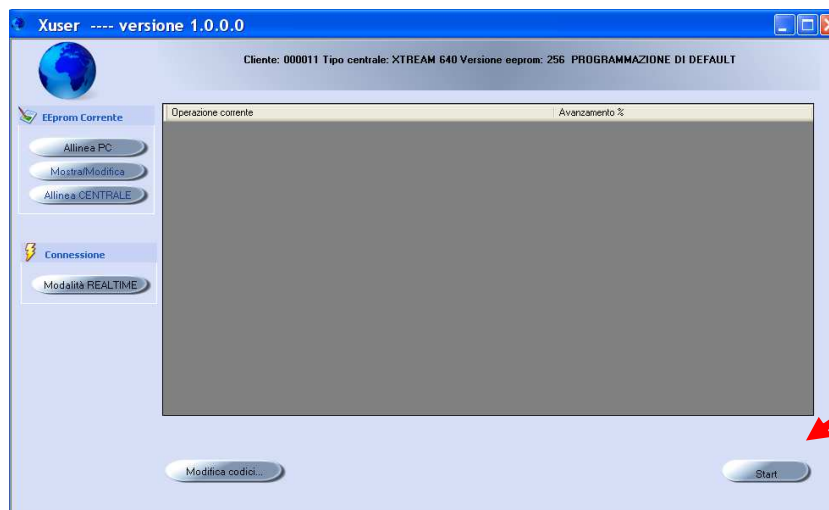 Xuser ---- versione 1.0.0.0
Cliente: 000011 Tipo centrale: XTREAM 640 Versione eeprom: 256 PROGRAMMAZIONE DI DEFAULT
EEprom Corrente
Operazione corrente Avanzamento %
Allinea PC
Mostra/Modifica
Allinea CENTRALE
Connessione
Modalità REALTIME
Modifica codici...
Start